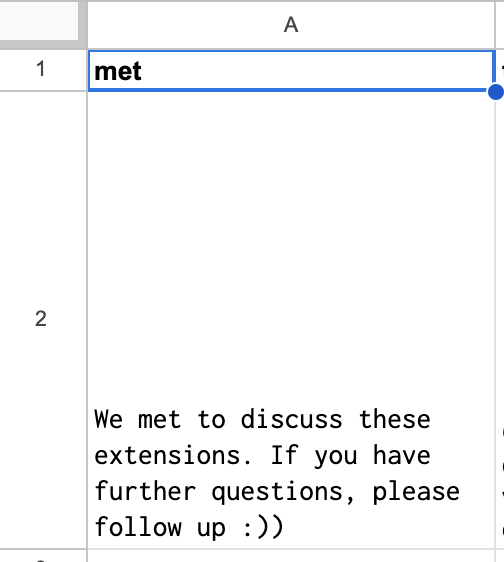 A
1
met
2
We met to discuss these
extensions. If you have
further questions, please
follow up :))